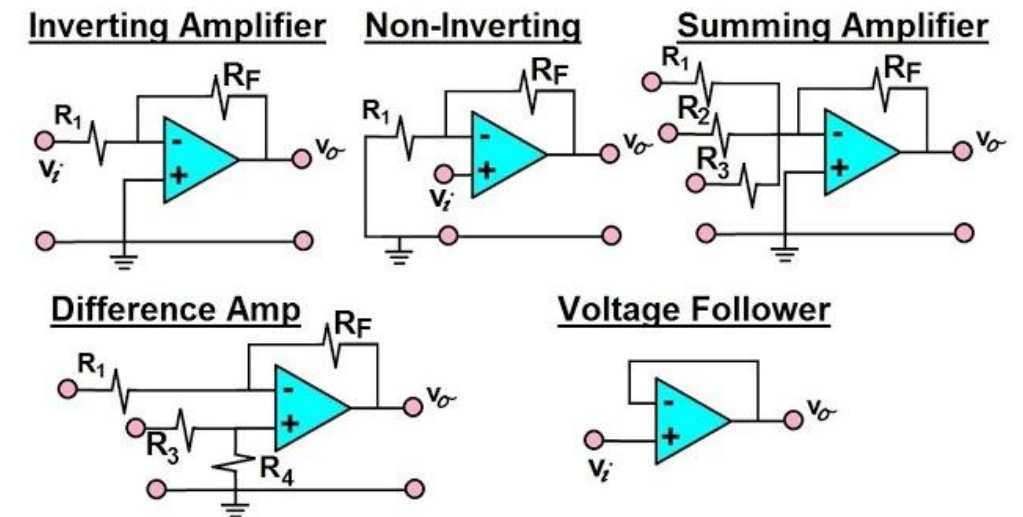 Inverting Amplifier
R1
RF
vi
-
+
vo
Non-Inverting
R1
RF
-
+
vi
vo
Summing Amplifier
R1
R2
R3
RF
-
+
vo
Difference Amp
R1
RF
-
+
R3
R4
vo
Voltage Follower
-
+
vi
vo